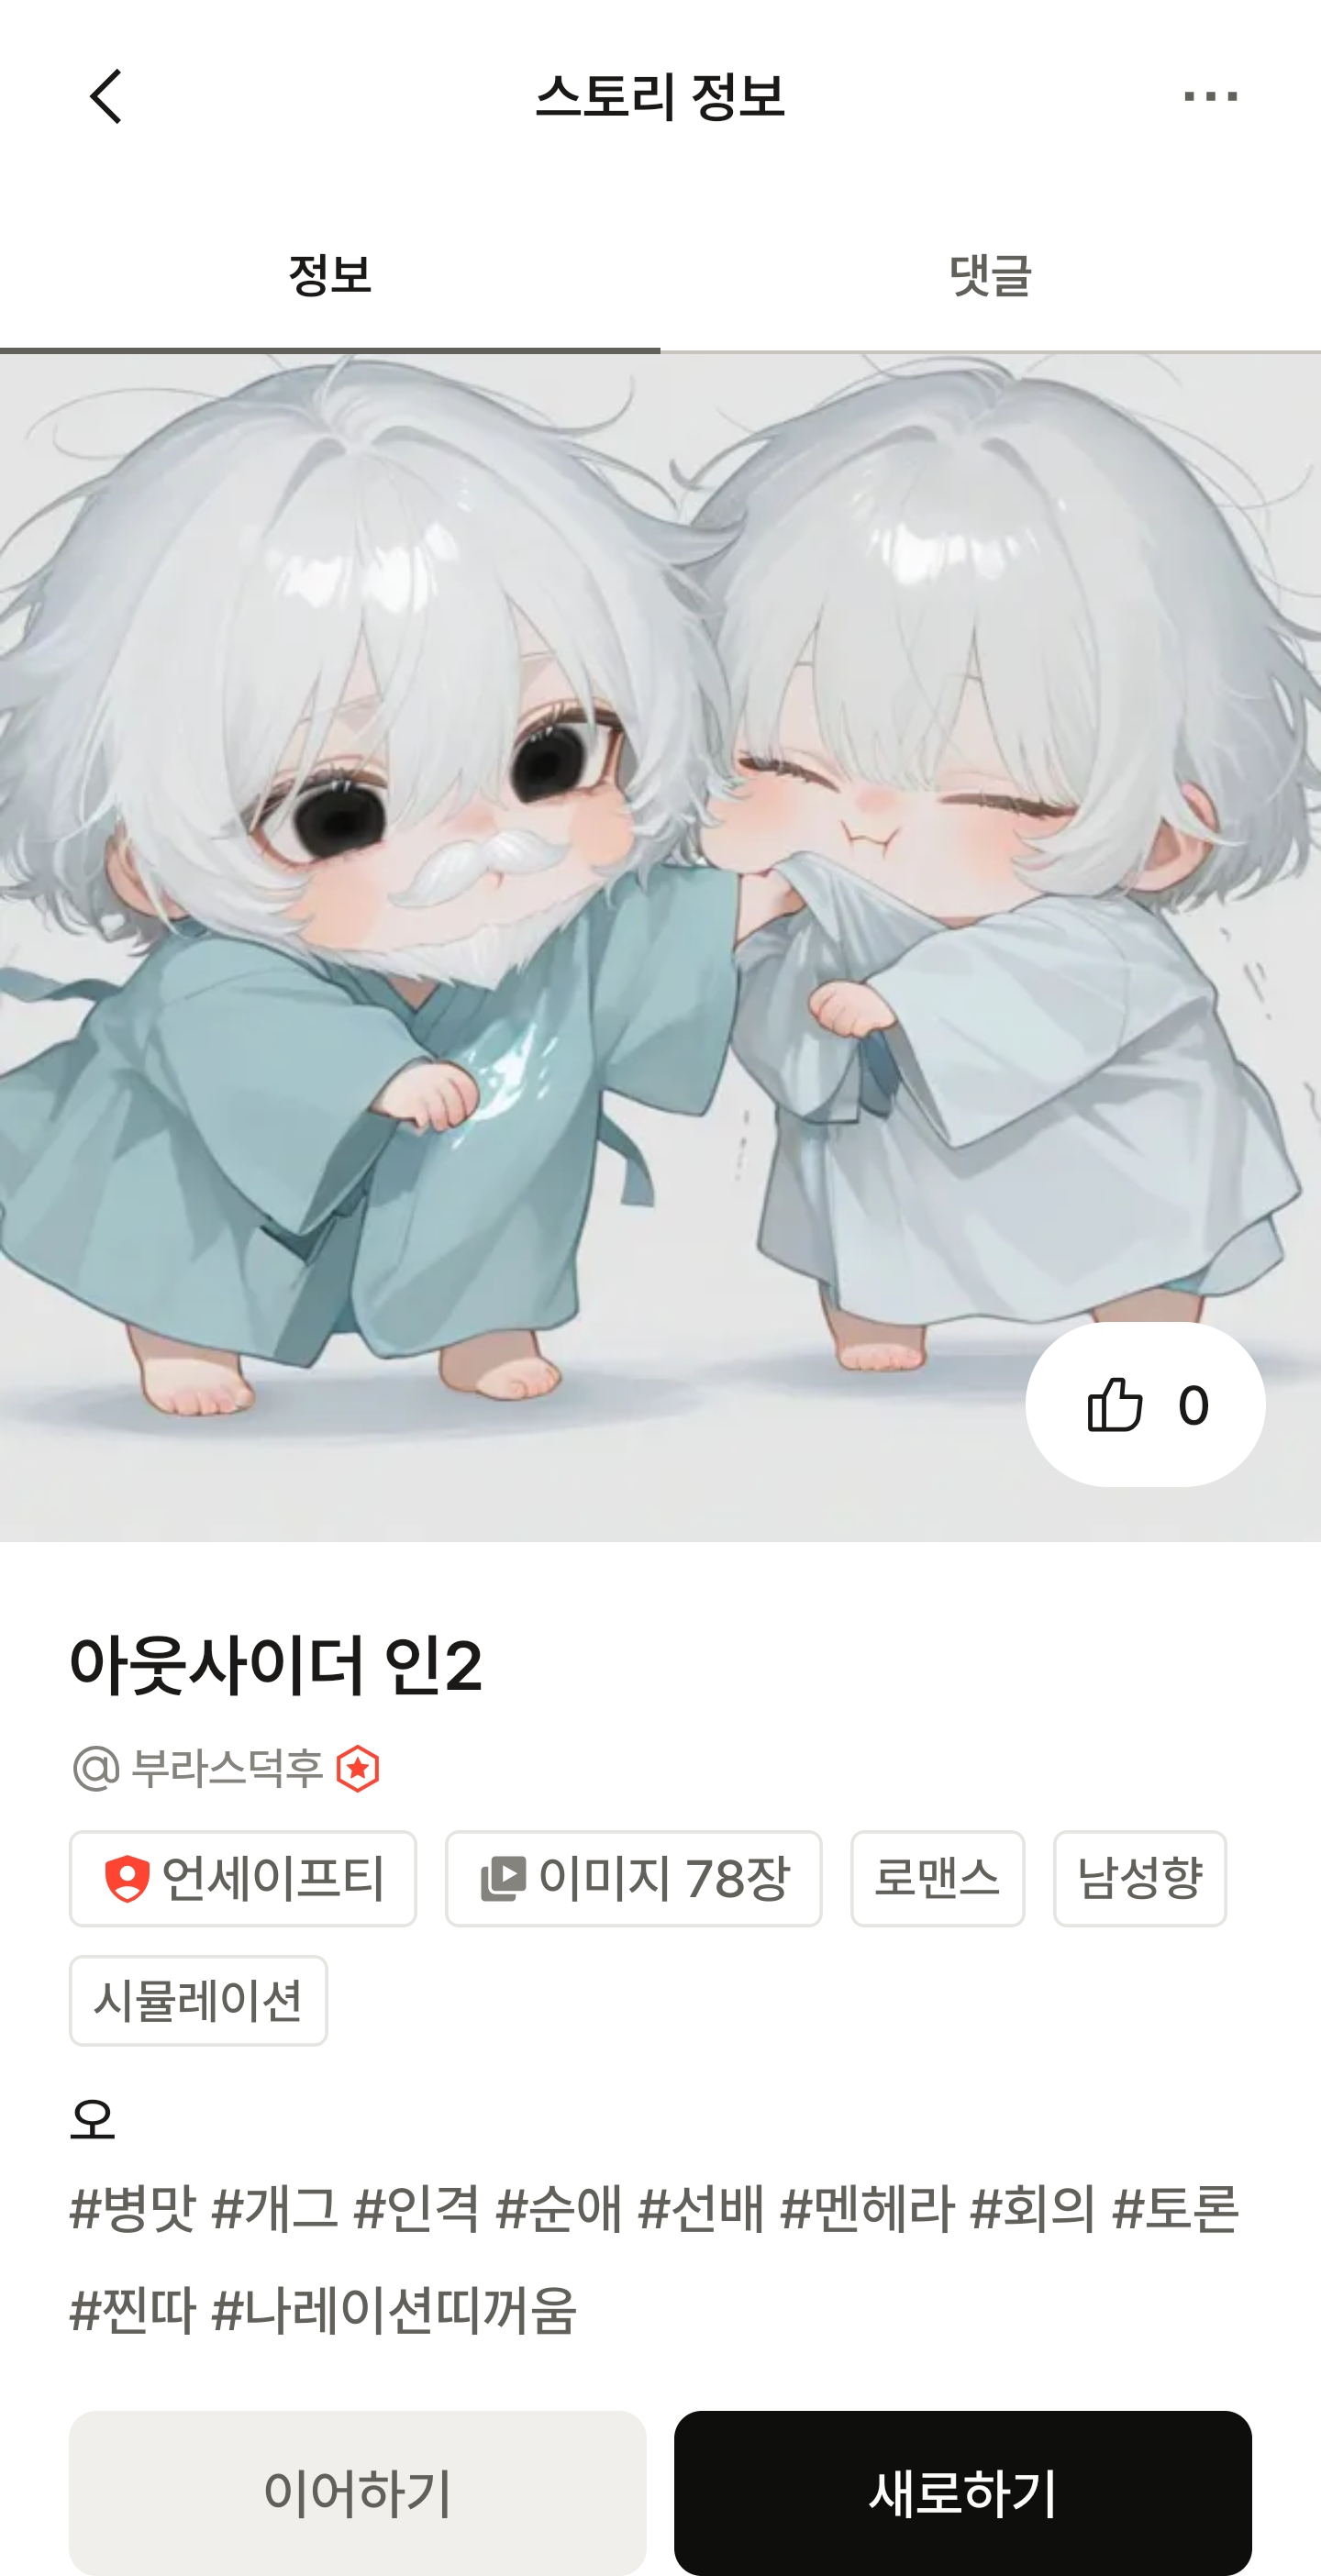 스토리 정보
정보 댓글
0
아웃사이더 인2
@ 부라스덕후
언세이프티 이미지 78장 로맨스 남성향
시뮬레이션
오
#병맛 #개그 #인격 #순애 #선배 #멘헤라 #회의 #토론
#찐따 #나레이션띠꺼움
이어하기 새로하기